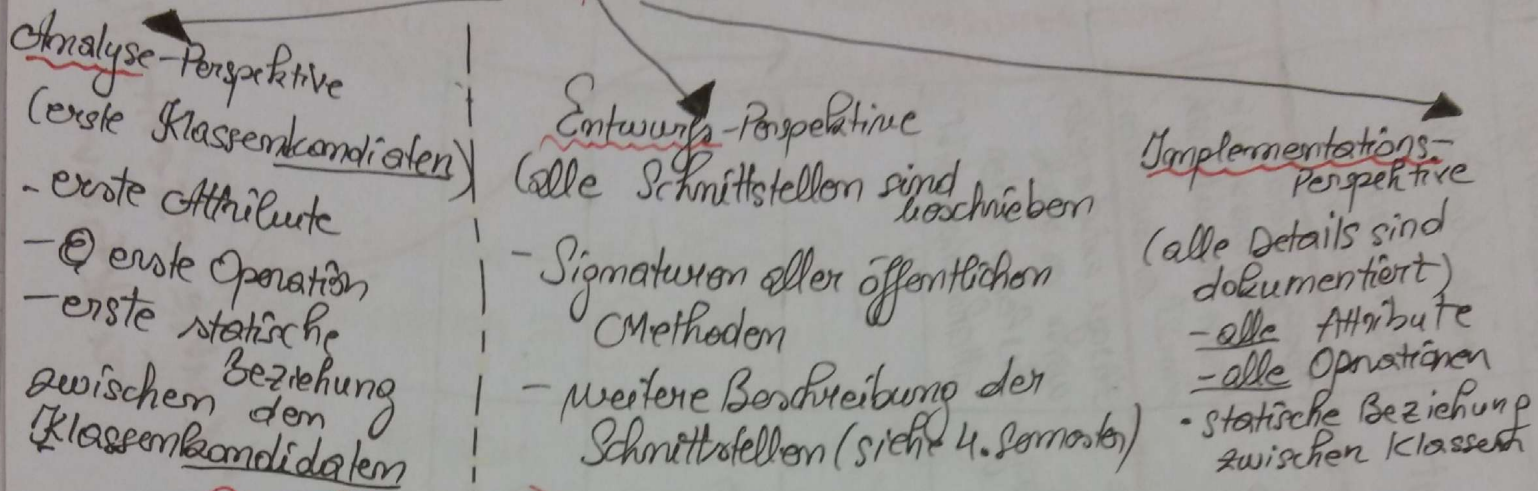 Analyse-Perspektive
(erste Klassenkandidaten)
- erste Attribute
- erste Operation
- erste statische
Beziehung
zwischen den
Klassenkandidaten
Entwurfs-Perspektive
(alle Schnittstellen sind
beschrieben
- Signaturen aller öffentlichen
Methoden
- weitere Beschreibung der
Schnittstellen (siehe 4. Semester)
Implementations-
Perspektive
(alle Details sind
dokumentiert)
- alle Attribute
- alle Operationen
- statische Beziehung
zwischen Klassen